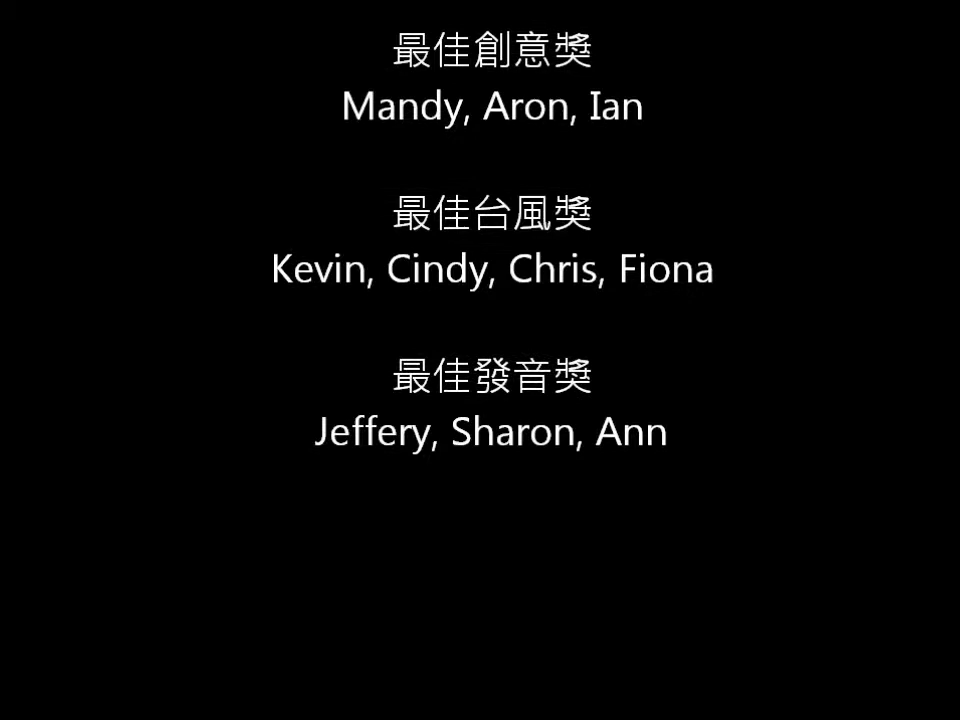 最佳創意獎
Mandy, Aron, Ian
最佳台風獎
Kevin, Cindy, Chris, Fiona
最佳發音獎
Jeffery, Sharon, Ann